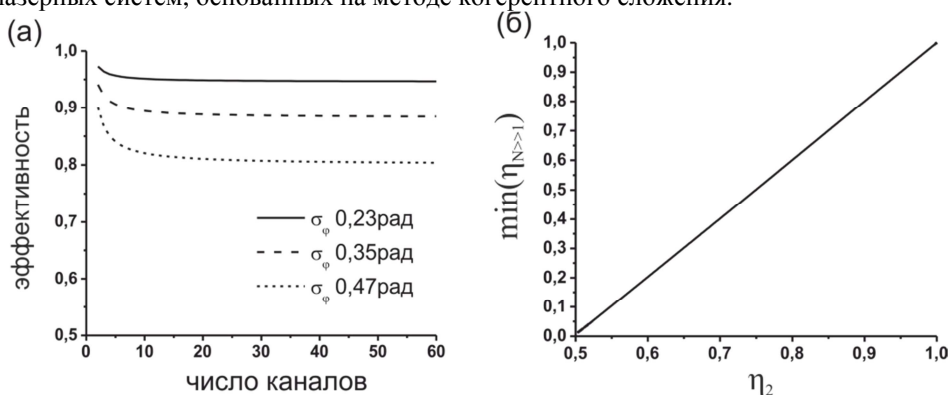 лазерных систем, основанных на методе когерентного сложения.
(а)
эффективность
1,0
0,9
0,8
0,7
0,6
0,5
σφ 0,23рад
σφ 0,35рад
σφ 0,47рад
0 10 20 30 40 50 60
число каналов
(б)
min(ηN>>1)
1,0
0,9
0,8
0,7
0,6
0,5
0,4
0,3
0,2
0,1
0,0
0,5 0,6 0,7 0,8 0,9 1,0
η2